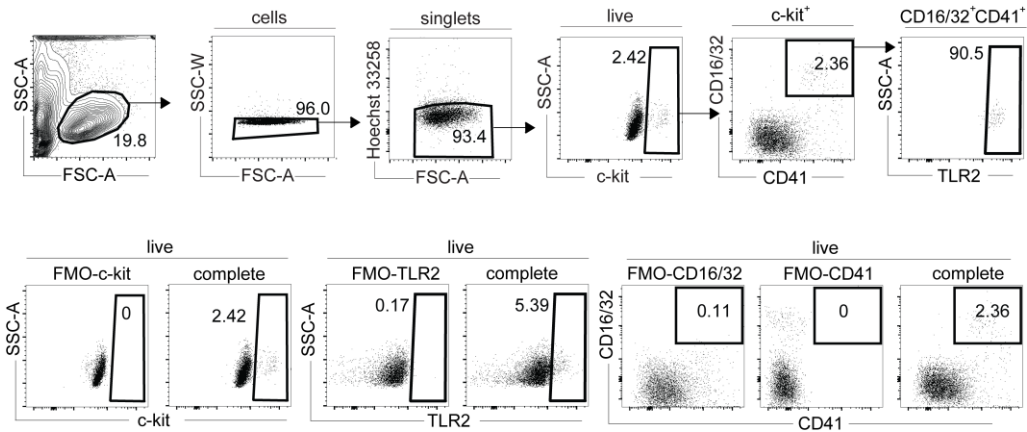 cells
singlets
live
c-kit+
CD16/32+CD41+
SSC-A
19.8
FSC-A
SSC-W
96.0
FSC-A
Hoechst 33258
93.4
FSC-A
SSC-A
2.42
c-kit
CD16/32
2.36
CD41
SSC-A
90.5
TLR2
live
FMO-c-kit
complete
SSC-A
0
2.42
c-kit
live
FMO-TLR2
complete
SSC-A
0.17
5.39
TLR2
live
FMO-CD16/32
FMO-CD41
complete
CD16/32
0.11
0
2.36
CD41